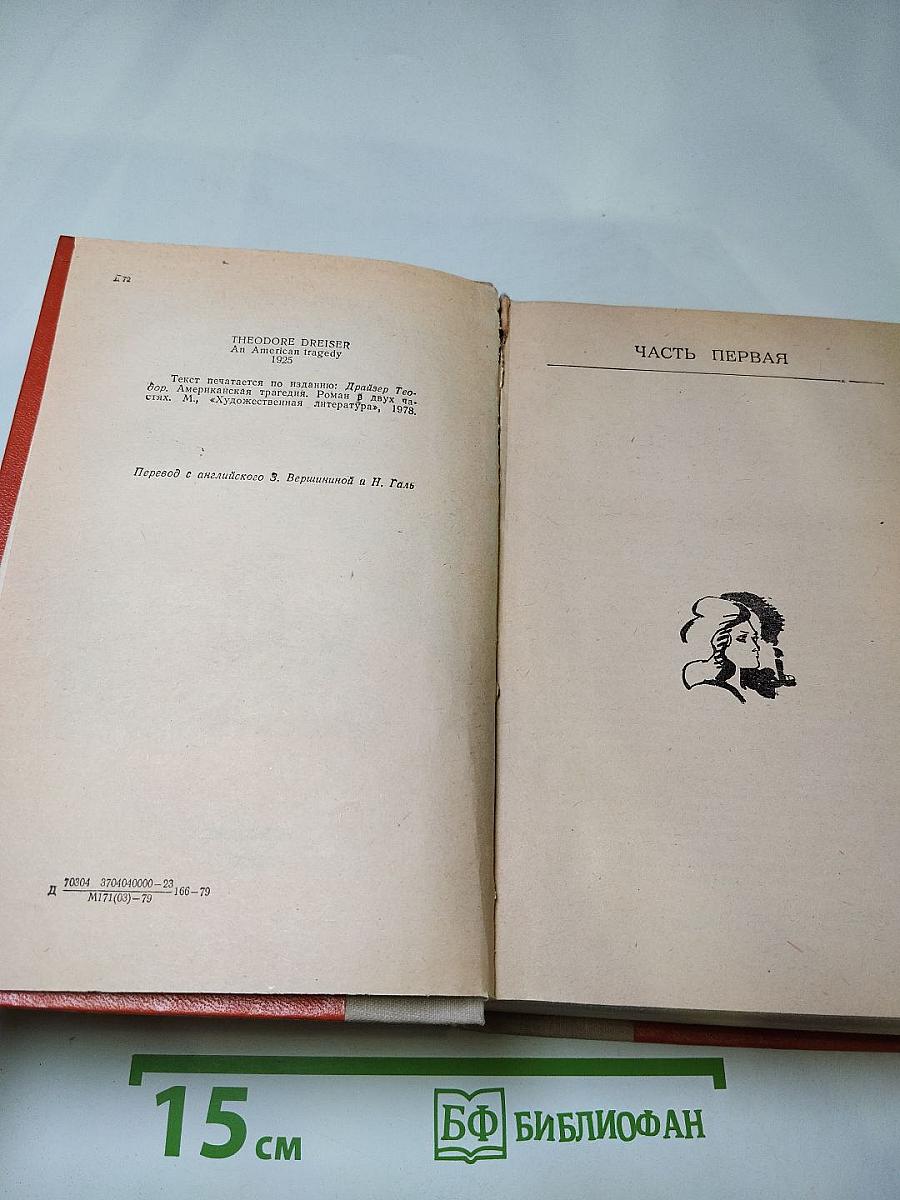 Д 72
THEODORE DREISER
An American tragedy
1925
Текст печатается по изданию: Драйзер Тео-
дор. Американская трагедия. Роман в двух ча-
стях. М., «Художественная литература», 1978.
Перевод с английского З. Вершининой и Н. Галь
Д 70304 3704040000–23
М171(03)–79 166–79
ЧАСТЬ ПЕРВАЯ
15 см
БФ БИБЛИОФАН